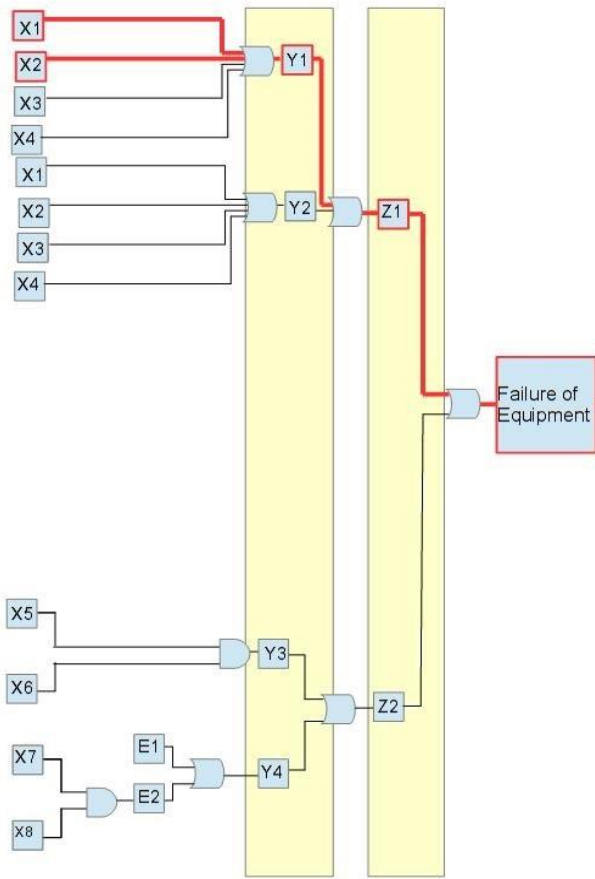 X1
X2
X3
X4
Y1
X1
X2
X3
X4
Y2
Z1
Failure of
Equipment
X5
X6
Y3
Z2
X7
X8
E1
E2
Y4